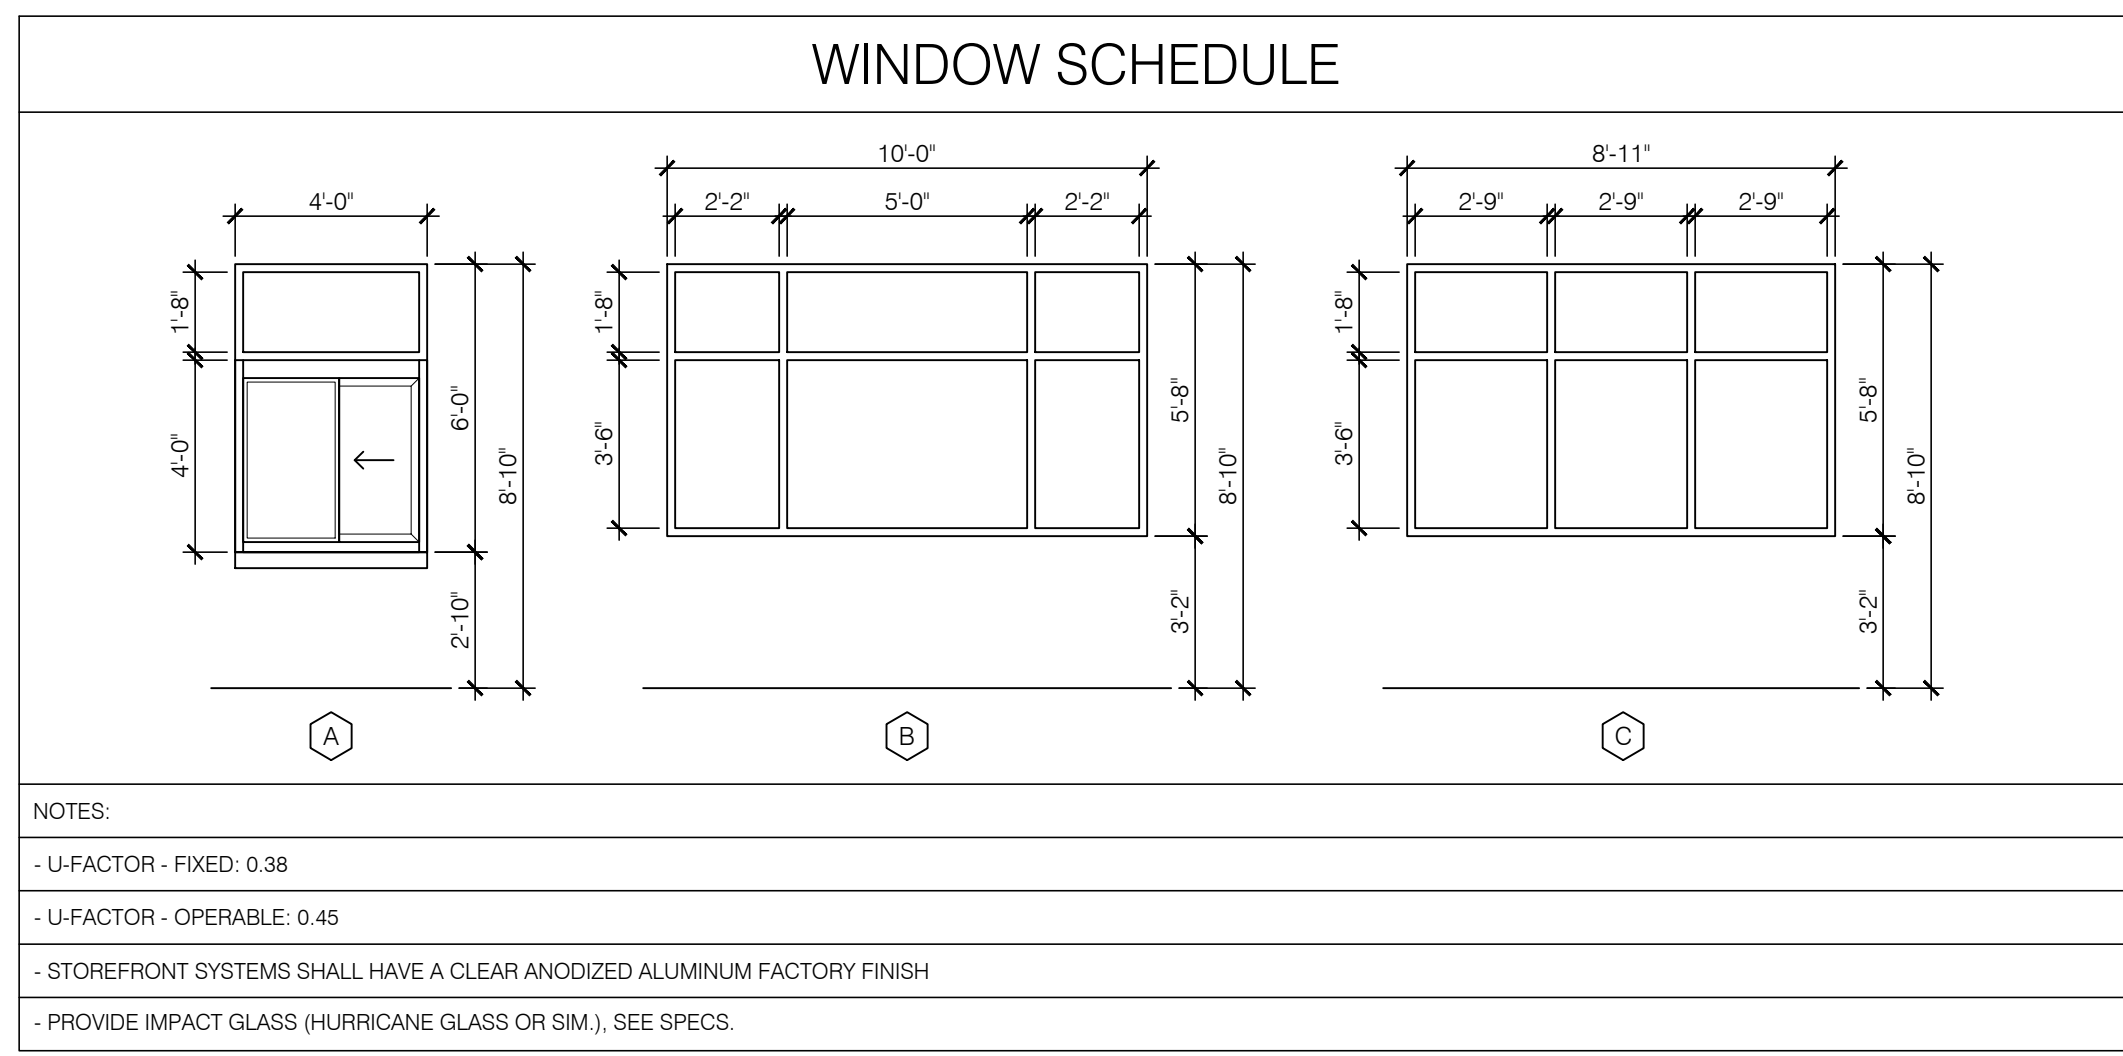 WINDOW SCHEDULE
4'-0"
1'-8"
4'-0"
6'-0"
2'-10"
8'-10"
A
10'-0"
2'-2"
5'-0"
2'-2"
1'-8"
3'-6"
5'-8"
3'-2"
8'-10"
B
8'-11"
2'-9"
2'-9"
2'-9"
1'-8"
3'-6"
5'-8"
3'-2"
8'-10"
C
NOTES:
- U-FACTOR - FIXED: 0.38
- U-FACTOR - OPERABLE: 0.45
- STOREFRONT SYSTEMS SHALL HAVE A CLEAR ANODIZED ALUMINUM FACTORY FINISH
- PROVIDE IMPACT GLASS (HURRICANE GLASS OR SIM.), SEE SPECS.